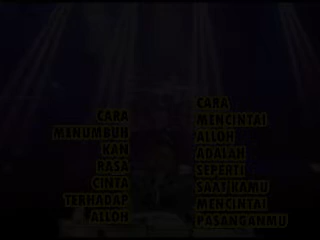 CARA
MENUMBUH
KAN
RASA
CINTA
TERHADAP
ALLOH
CARA
MENCINTAI
ALLOH
ADALAH
SEPERTI
SAAT KAMU
MENCINTAI
PASANGANMU